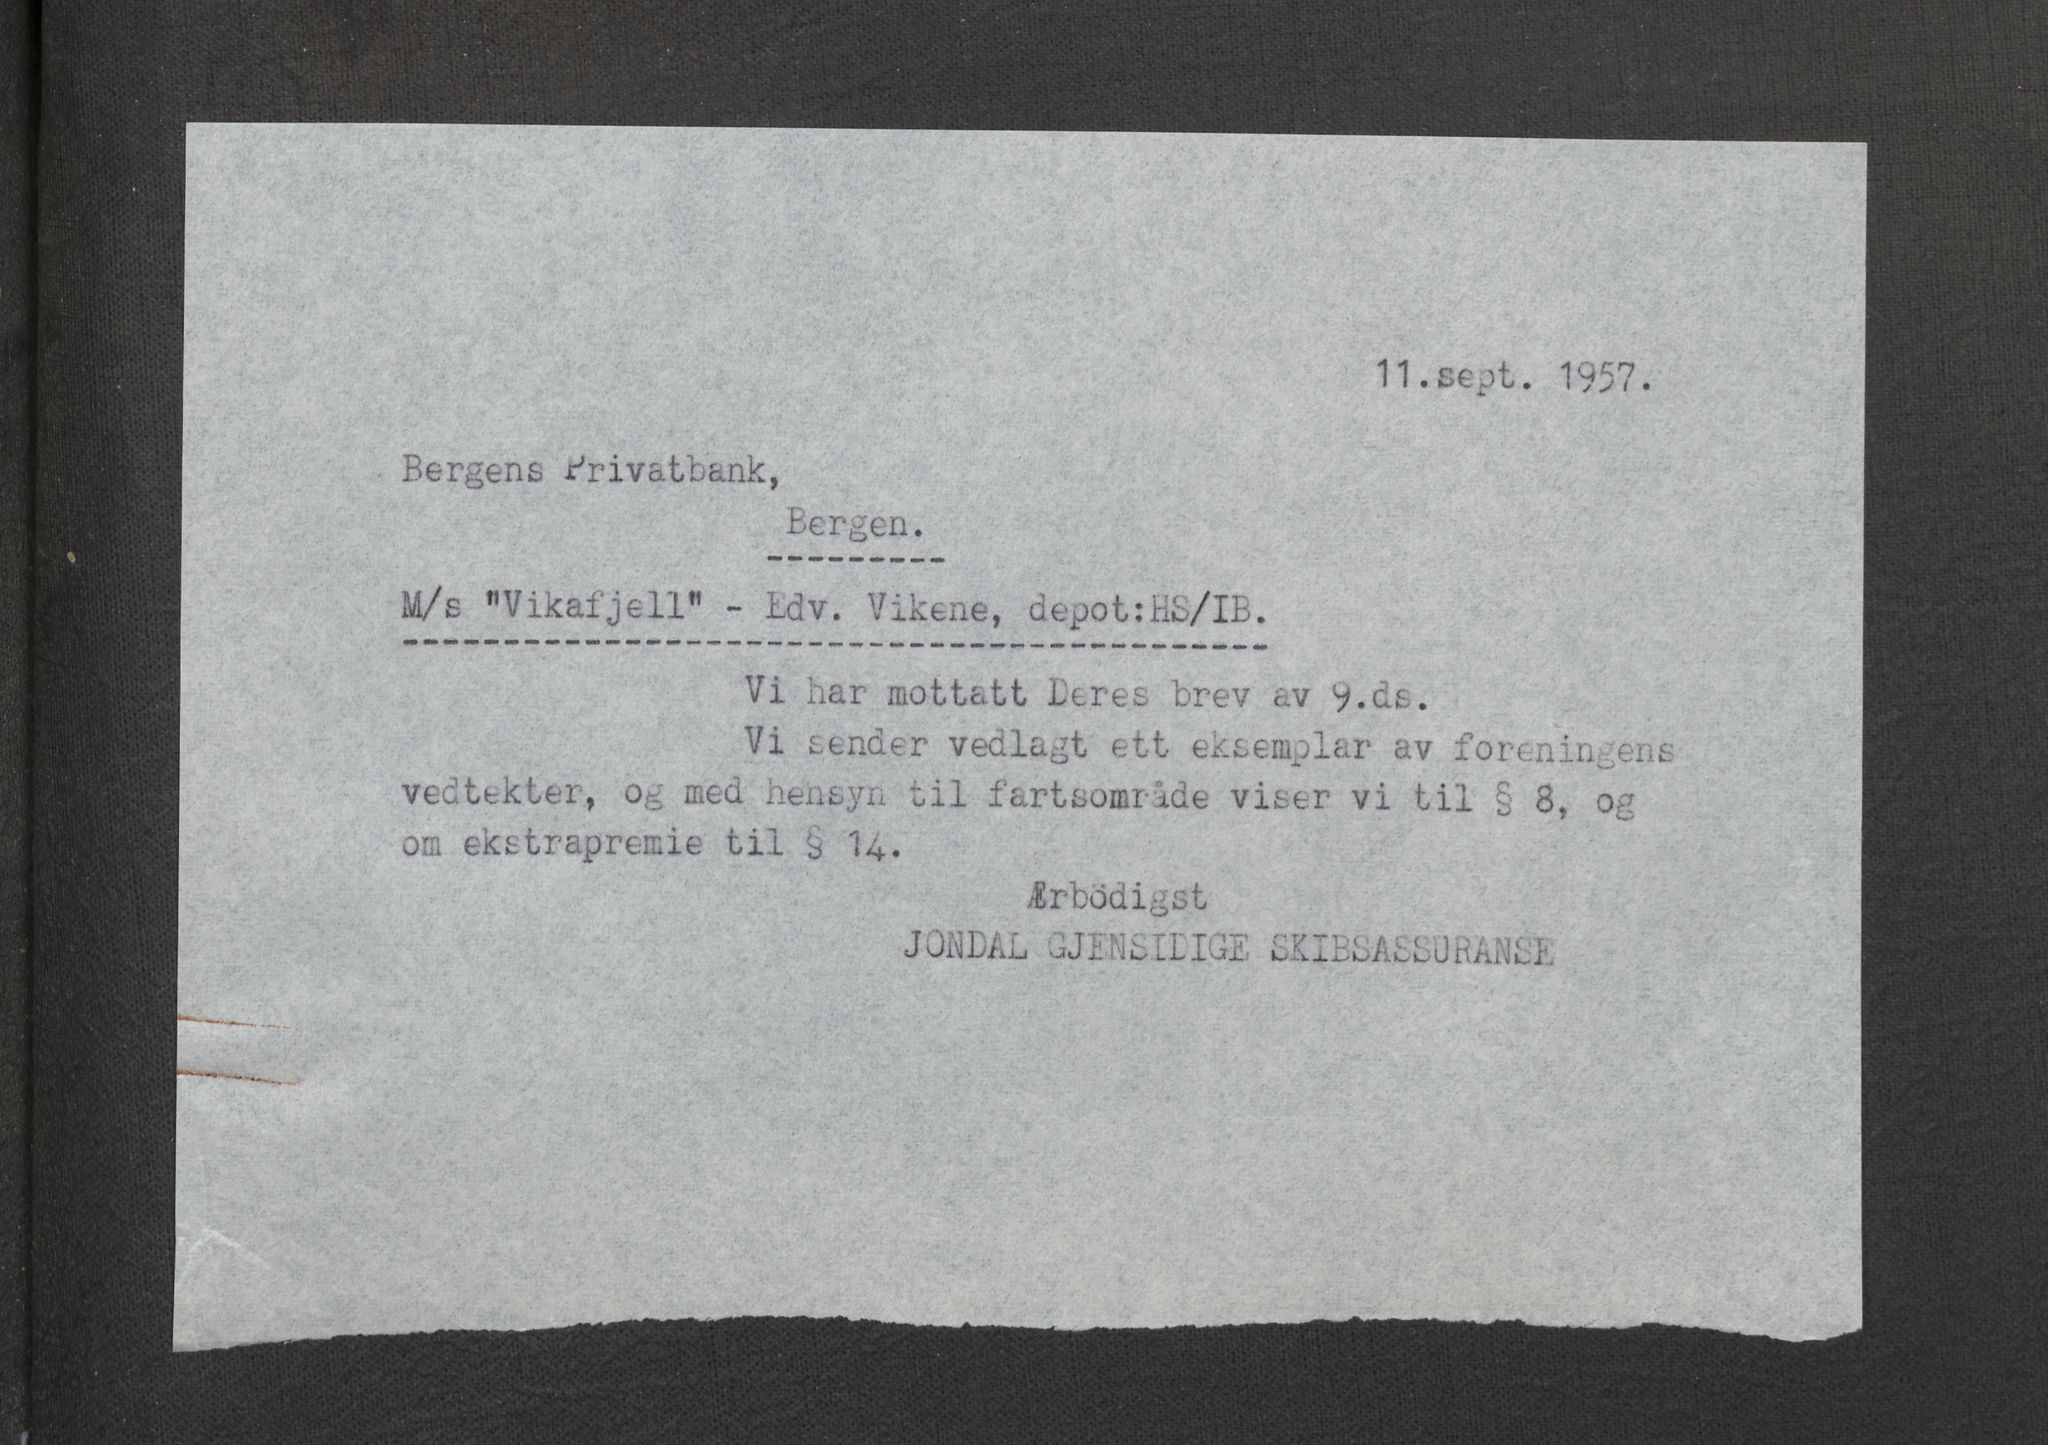 11.sept. 1957.
Bergens Privatbank,
Bergen.
---------
M/s "Vikafjell" - Edv. Vikene, depot:HS/IB.
-------------------------------------------
Vi har mottatt Deres brev av 9.ds.
Vi sender vedlagt ett eksemplar av foreningens
vedtekter, og med hensyn til fartsområde viser vi til § 8, og
om ekstrapremie til § 14.
Ærbödigst
JONDAL GJENSIDIGE SKIBSASSURANSE